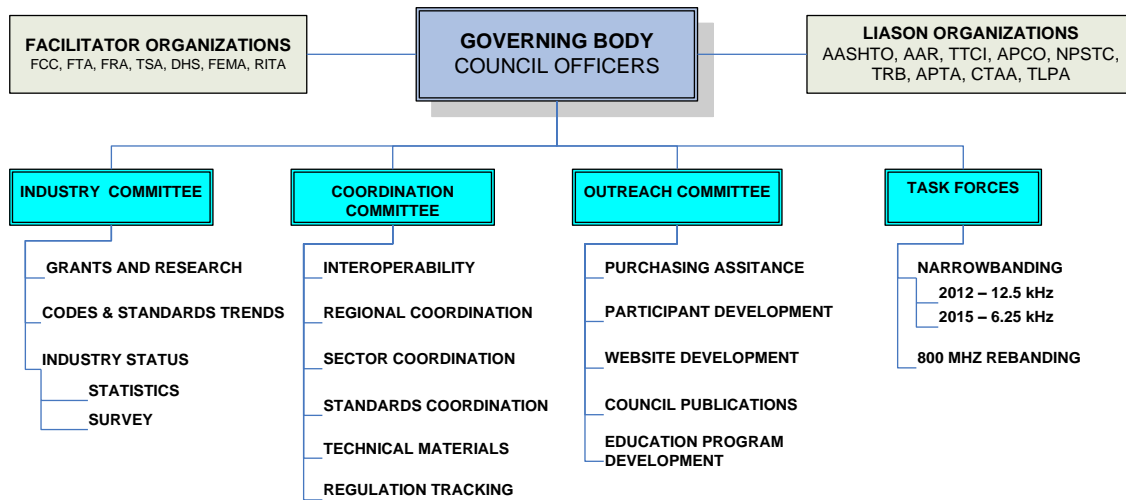 FACILITATOR ORGANIZATIONS
FCC, FTA, FRA, TSA, DHS, FEMA, RITA
GOVERNING BODY
COUNCIL OFFICERS
LIASON ORGANIZATIONS
AASHTO, AAR, TTCI, APCO, NPSTC,
TRB, APTA, CTAA, TLPA
INDUSTRY COMMITTEE
GRANTS AND RESEARCH
CODES & STANDARDS TRENDS
INDUSTRY STATUS
STATISTICS
SURVEY
COORDINATION
COMMITTEE
INTEROPERABILITY
REGIONAL COORDINATION
SECTOR COORDINATION
STANDARDS COORDINATION
TECHNICAL MATERIALS
REGULATION TRACKING
OUTREACH COMMITTEE
PURCHASING ASSITANCE
PARTICIPANT DEVELOPMENT
WEBSITE DEVELOPMENT
COUNCIL PUBLICATIONS
EDUCATION PROGRAM
DEVELOPMENT
TASK FORCES
NARROWBANDING
2012 – 12.5 kHz
2015 – 6.25 kHz
800 MHZ REBANDING